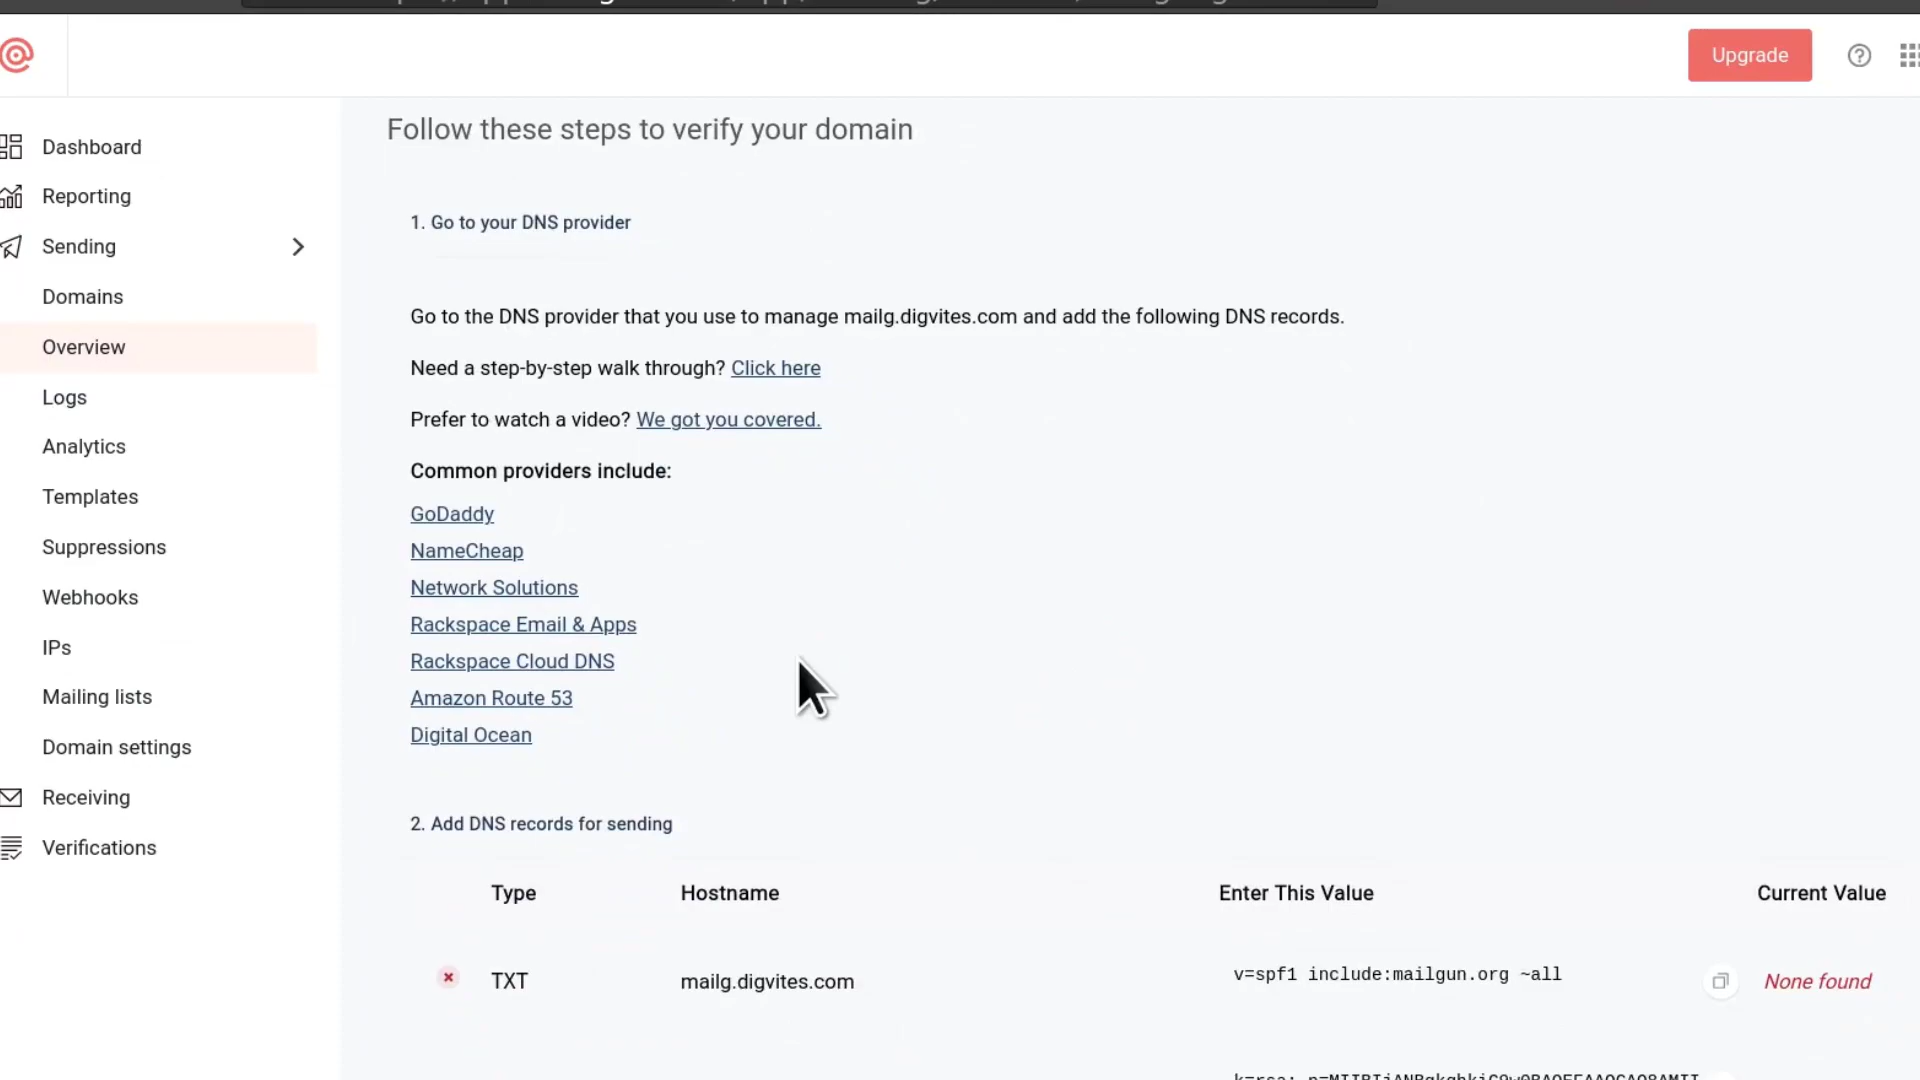 Upgrade
Dashboard
Reporting
Sending
Domains
Overview
Logs
Analytics
Templates
Suppressions
Webhooks
IPs
Mailing lists
Domain settings
Receiving
Verifications
Follow these steps to verify your domain
1. Go to your DNS provider
Go to the DNS provider that you use to manage mailg.digvites.com and add the following DNS records.
Need a step-by-step walk through? Click here
Prefer to watch a video? We got you covered.
Common providers include:
GoDaddy
NameCheap
Network Solutions
Rackspace Email & Apps
Rackspace Cloud DNS
Amazon Route 53
Digital Ocean
2. Add DNS records for sending
Type Hostname Enter This Value Current Value
TXT mailg.digvites.com v=spf1 include:mailgun.org ~all None found